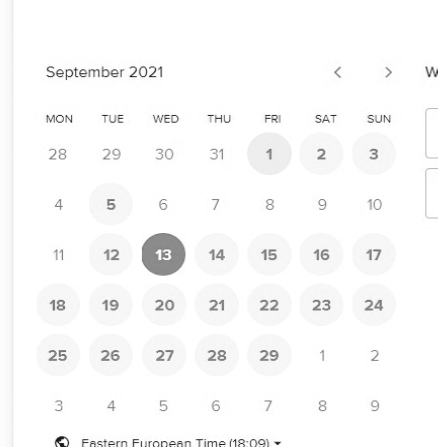 September 2021
W
MON TUE WED THU FRI SAT SUN
28 29 30 31 1 2 3
4 5 6 7 8 9 10
11 12 13 14 15 16 17
18 19 20 21 22 23 24
25 26 27 28 29 1 2
3 4 5 6 7 8 9
Eastern European Time (18:09)